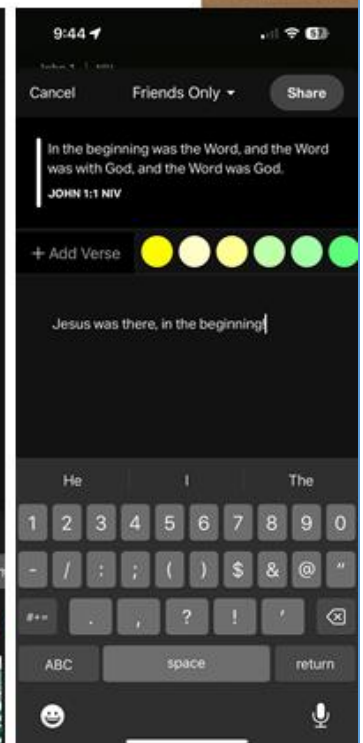 9:44
57
Cancel
Friends Only
Share
In the beginning was the Word, and the Word
was with God, and the Word was God.
JOHN 1:1 NIV
+ Add Verse
Jesus was there, in the beginning!
He I The
1 2 3 4 5 6 7 8 9 0
- / : ; ( ) $ & @ "
#+= . , ? ! '
ABC space return